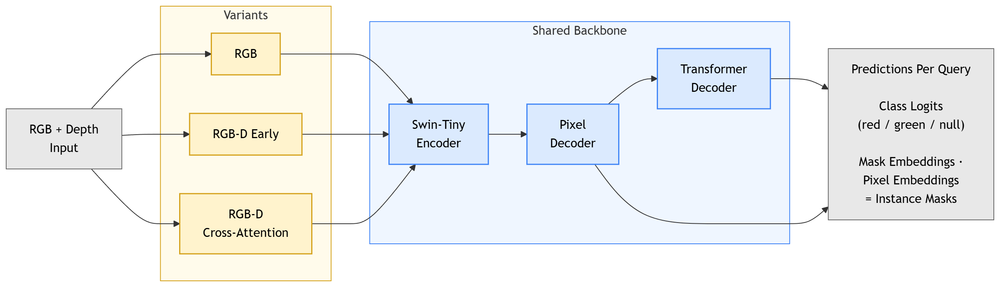 Variants
RGB
RGB + Depth
Input
RGB-D Early
RGB-D
Cross-Attention
Shared Backbone
Swin-Tiny
Encoder
Pixel
Decoder
Transformer
Decoder
Predictions Per Query
Class Logits
(red / green / null)
Mask Embeddings ·
Pixel Embeddings
= Instance Masks